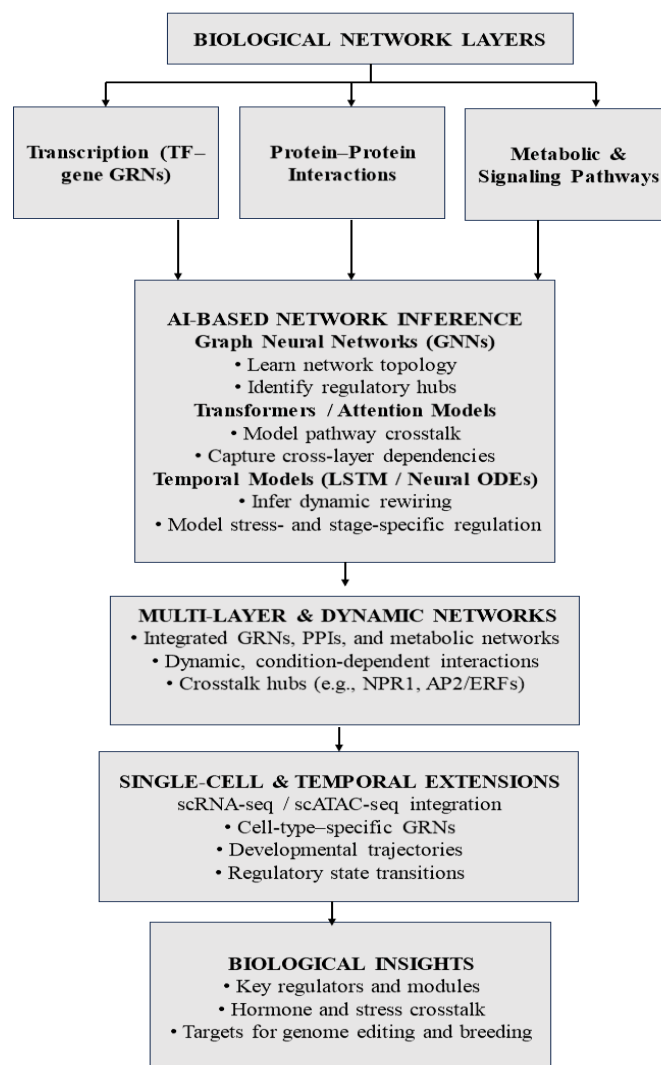 BIOLOGICAL NETWORK LAYERS
Transcription (TF–
gene GRNs)
Protein–Protein
Interactions
Metabolic &
Signaling Pathways
AI-BASED NETWORK INFERENCE
Graph Neural Networks (GNNs)
• Learn network topology
• Identify regulatory hubs
Transformers / Attention Models
• Model pathway crosstalk
• Capture cross-layer dependencies
Temporal Models (LSTM / Neural ODEs)
• Infer dynamic rewiring
• Model stress- and stage-specific regulation
MULTI-LAYER & DYNAMIC NETWORKS
• Integrated GRNs, PPIs, and metabolic networks
• Dynamic, condition-dependent interactions
• Crosstalk hubs (e.g., NPR1, AP2/ERFs)
SINGLE-CELL & TEMPORAL EXTENSIONS
scRNA-seq / scATAC-seq integration
• Cell-type–specific GRNs
• Developmental trajectories
• Regulatory state transitions
BIOLOGICAL INSIGHTS
• Key regulators and modules
• Hormone and stress crosstalk
• Targets for genome editing and breeding